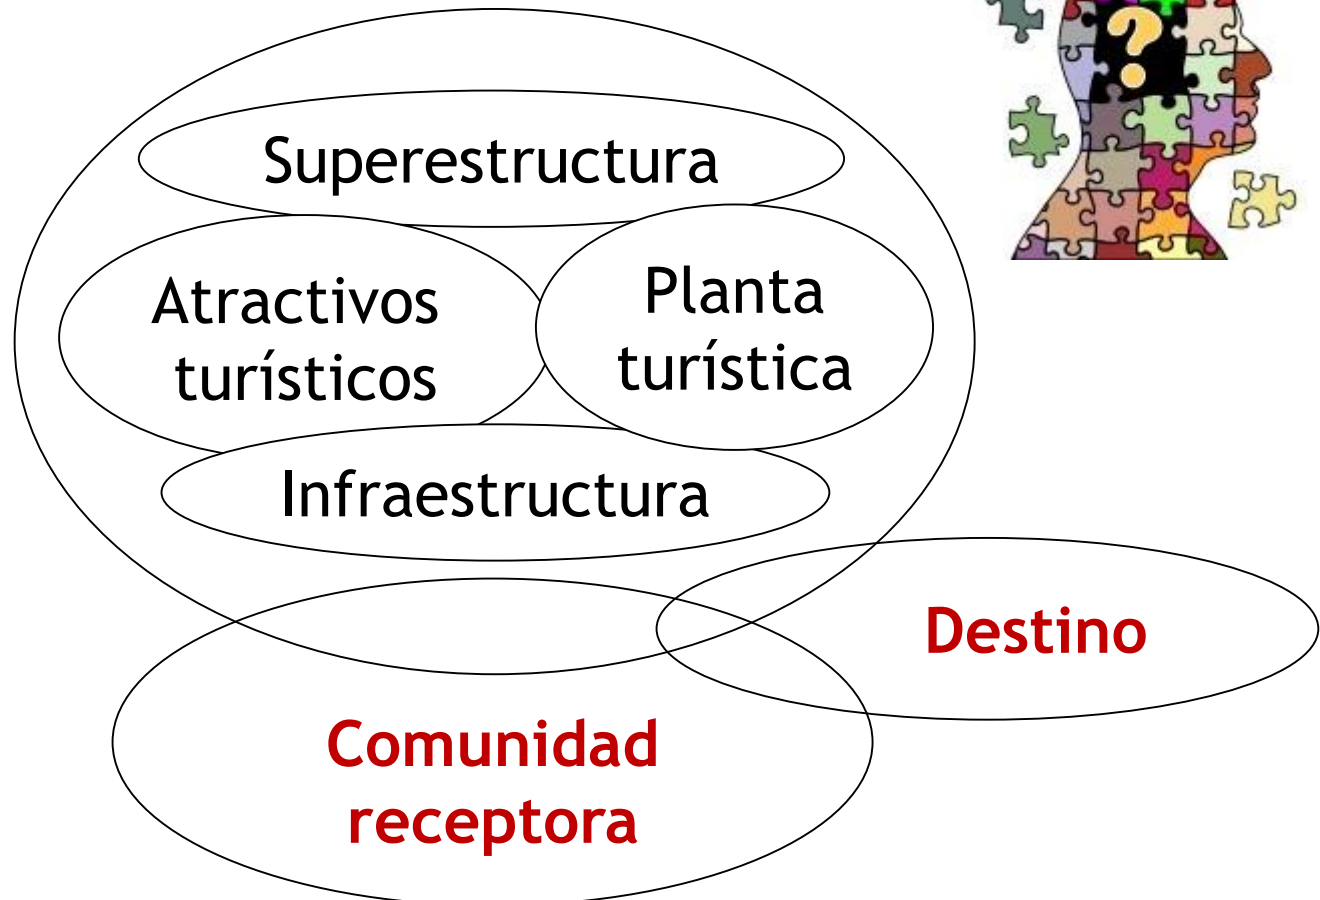 ?
Superestructura
Atractivos
turísticos
Planta
turística
Infraestructura
Destino
Comunidad
receptora